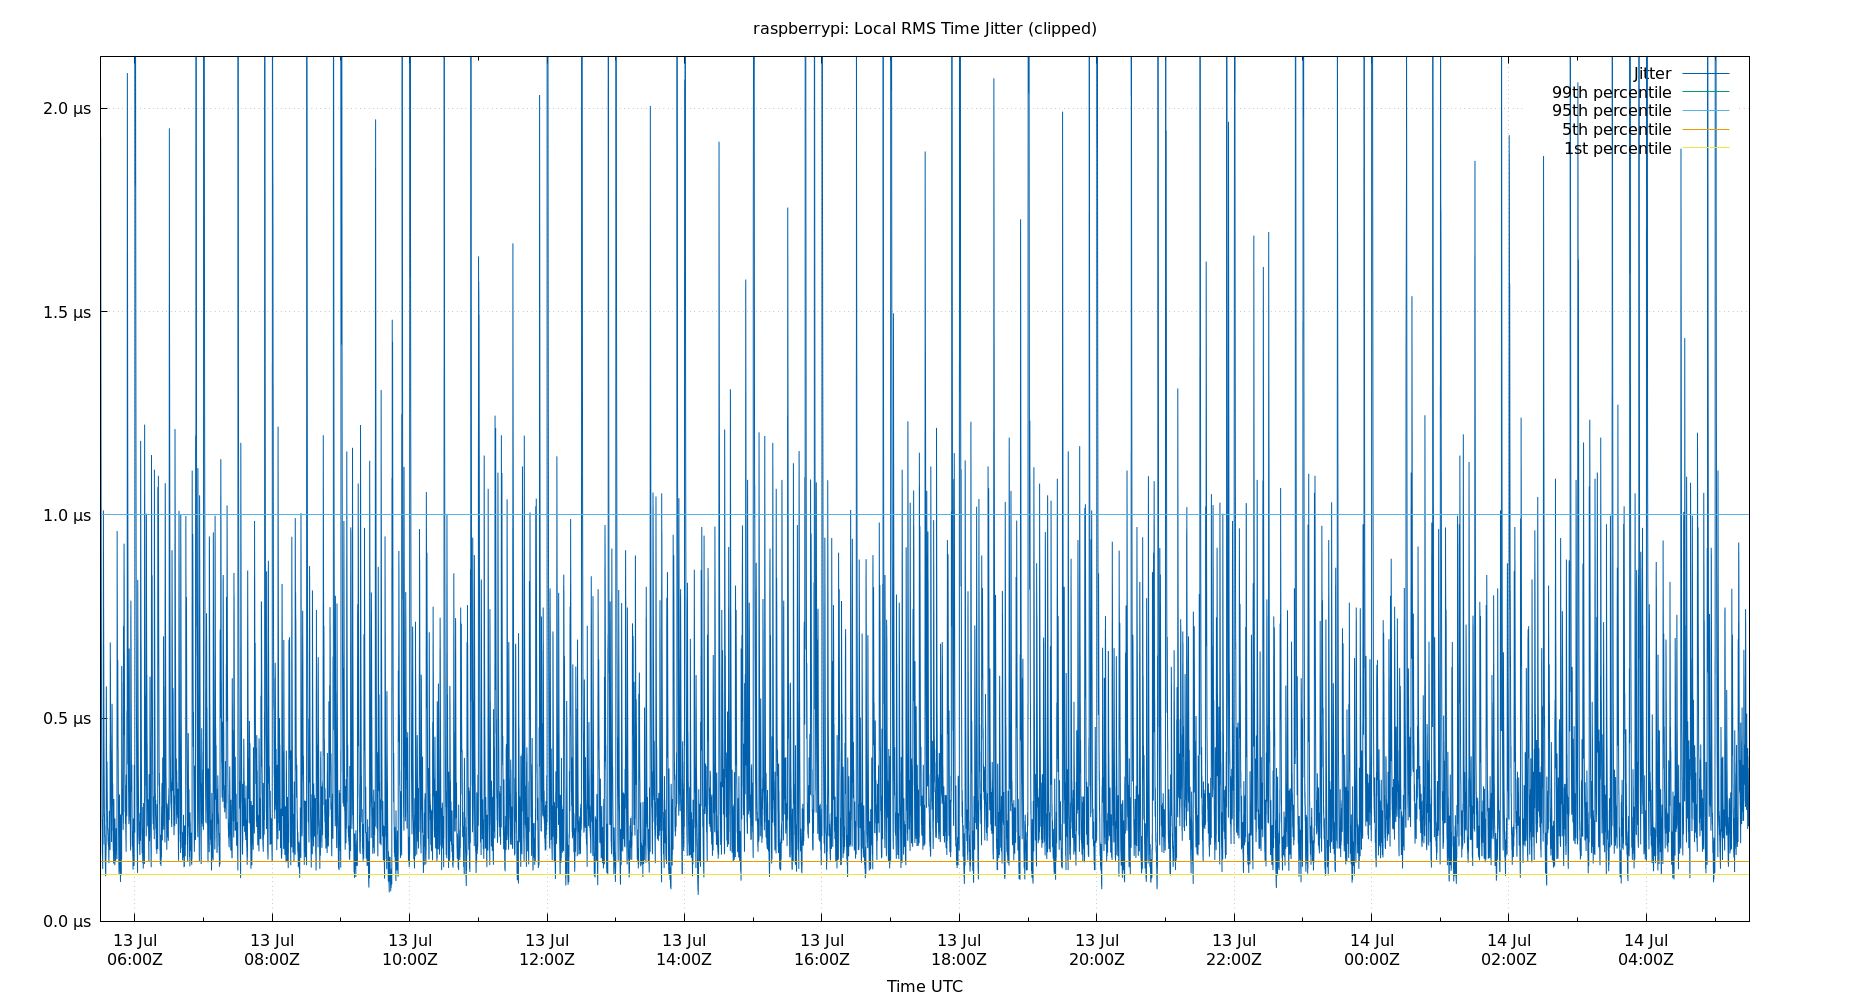 raspberrypi: Local RMS Time Jitter (clipped)
Jitter
99th percentile
95th percentile
5th percentile
1st percentile
2.0 µs
1.5 µs
1.0 µs
0.5 µs
0.0 µs
13 Jul 13 Jul 13 Jul 13 Jul 13 Jul 13 Jul 13 Jul 13 Jul 13 Jul 14 Jul 14 Jul 14 Jul
06:00Z 08:00Z 10:00Z 12:00Z 14:00Z 16:00Z 18:00Z 20:00Z 22:00Z 00:00Z 02:00Z 04:00Z
Time UTC